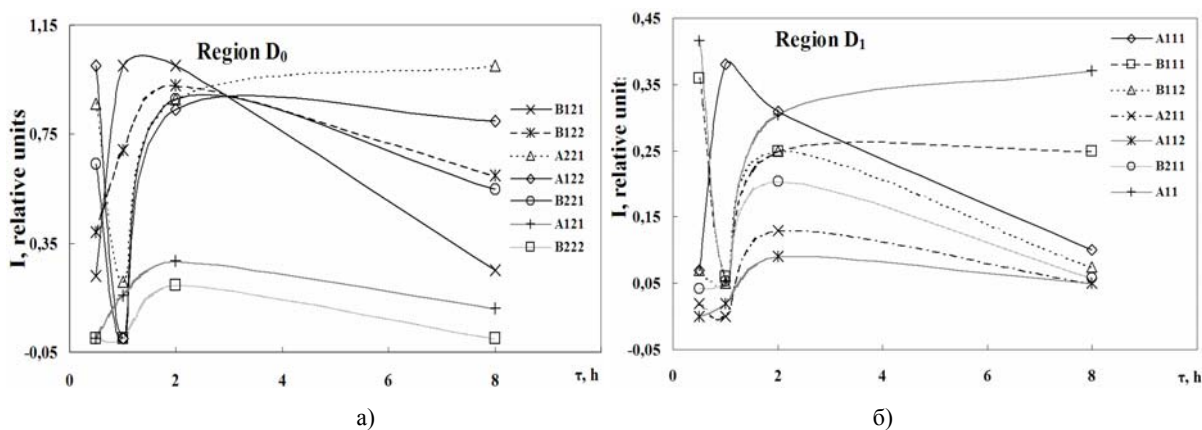 1,15
0,75
0,35
-0,05
I, relative units
Region D0
0
2
4
6
8
τ, h
B121
B122
A221
A122
B221
A121
B222
а)
0,45
0,35
0,25
0,15
0,05
-0,05
I, relative unit
Region D1
0
2
4
6
8
τ, h
A111
B111
B112
A211
A112
B211
A11
б)